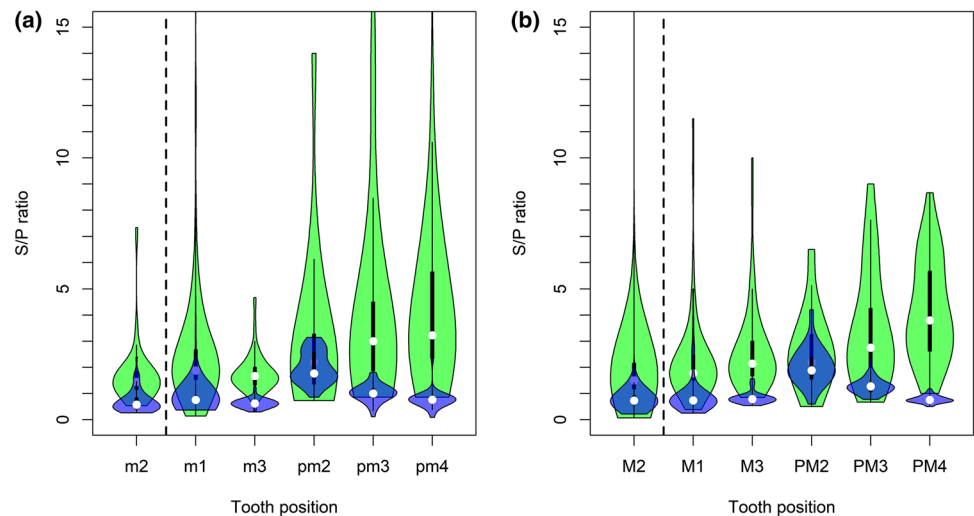 (a)
S/P ratio
15
10
5
0
m2 m1 m3 pm2 pm3 pm4
Tooth position
(b)
S/P ratio
15
10
5
0
M2 M1 M3 PM2 PM3 PM4
Tooth position